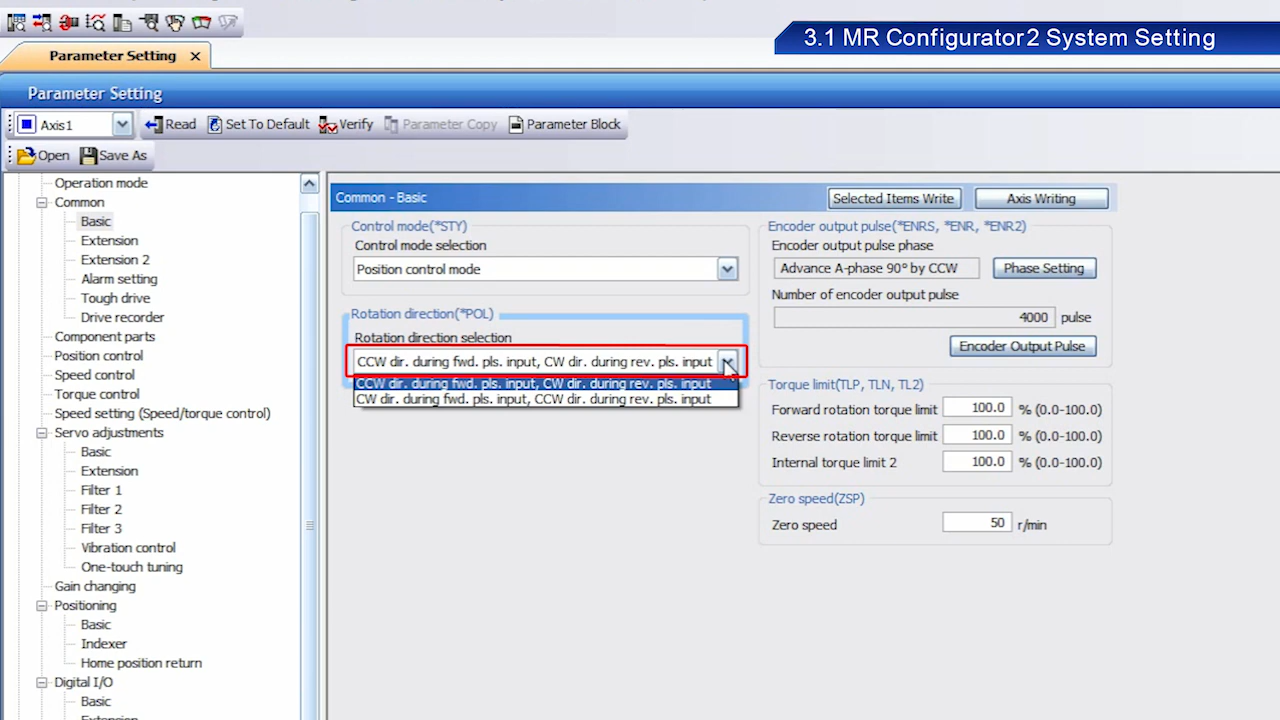 3.1 MR Configurator2 System Setting
Parameter Setting
Parameter Setting
Axis1
Read
Set To Default
Verify
Parameter Copy
Parameter Block
Open
Save As
Operation mode
Common
Basic
Extension
Extension 2
Alarm setting
Tough drive
Drive recorder
Component parts
Position control
Speed control
Torque control
Speed setting (Speed/torque control)
Servo adjustments
Basic
Extension
Filter 1
Filter 2
Filter 3
Vibration control
One-touch tuning
Gain changing
Positioning
Basic
Indexer
Home position return
Digital I/O
Basic
Extension
Common - Basic
Selected Items Write
Axis Writing
Control mode(*STY)
Control mode selection
Position control mode
Rotation direction(*POL)
Rotation direction selection
CCW dir. during fwd. pls. input, CW dir. during rev. pls. input
CCW dir. during fwd. pls. input, CW dir. during rev. pls. input
CW dir. during fwd. pls. input, CCW dir. during rev. pls. input
Encoder output pulse(*ENRS, *ENR, *ENR2)
Encoder output pulse phase
Advance A-phase 90° by CCW
Phase Setting
Number of encoder output pulse
4000 pulse
Encoder Output Pulse
Torque limit(TLP, TLN, TL2)
Forward rotation torque limit 100.0 % (0.0-100.0)
Reverse rotation torque limit 100.0 % (0.0-100.0)
Internal torque limit 2 100.0 % (0.0-100.0)
Zero speed(ZSP)
Zero speed 50 r/min